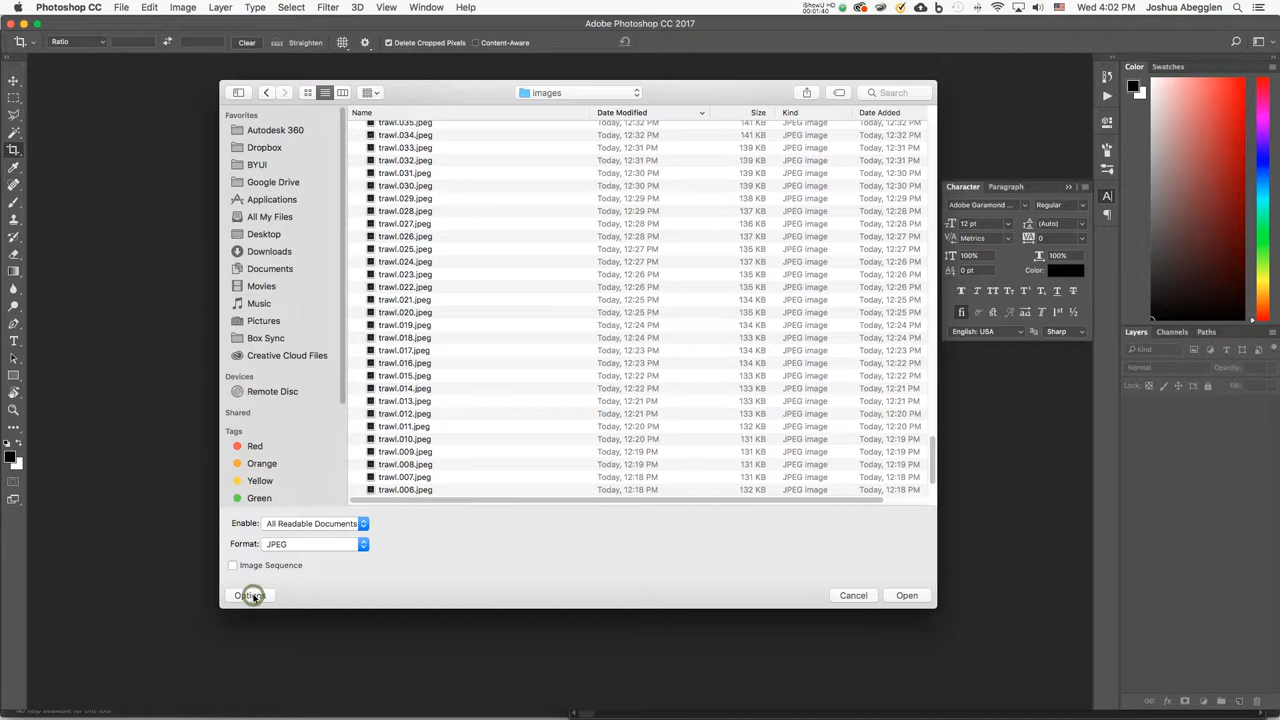 Photoshop CC File Edit Image Layer Type Select Filter 3D View Window Help iShowU HD 00:01:40 Wed 4:02 PM Joshua Abegglen
Adobe Photoshop CC 2017
Ratio Clear Straighten Delete Cropped Pixels Content-Aware
images Search
Name Date Modified Size Kind Date Added
Favorites
Autodesk 360
Dropbox
BYUI
Google Drive
Applications
All My Files
Desktop
Downloads
Documents
Movies
Music
Pictures
Box Sync
Creative Cloud Files
Devices
Remote Disc
Shared
Tags
Red
Orange
Yellow
Green
trawl.035.jpeg Today, 12:32 PM 141 KB JPEG image Today, 12:32 PM
trawl.034.jpeg Today, 12:32 PM 141 KB JPEG image Today, 12:32 PM
trawl.033.jpeg Today, 12:31 PM 139 KB JPEG image Today, 12:31 PM
trawl.032.jpeg Today, 12:31 PM 139 KB JPEG image Today, 12:31 PM
trawl.031.jpeg Today, 12:30 PM 139 KB JPEG image Today, 12:30 PM
trawl.030.jpeg Today, 12:30 PM 139 KB JPEG image Today, 12:30 PM
trawl.029.jpeg Today, 12:29 PM 138 KB JPEG image Today, 12:29 PM
trawl.028.jpeg Today, 12:28 PM 137 KB JPEG image Today, 12:28 PM
trawl.027.jpeg Today, 12:28 PM 136 KB JPEG image Today, 12:28 PM
trawl.026.jpeg Today, 12:27 PM 137 KB JPEG image Today, 12:27 PM
trawl.025.jpeg Today, 12:27 PM 136 KB JPEG image Today, 12:27 PM
trawl.024.jpeg Today, 12:26 PM 137 KB JPEG image Today, 12:26 PM
trawl.023.jpeg Today, 12:26 PM 135 KB JPEG image Today, 12:26 PM
trawl.022.jpeg Today, 12:26 PM 135 KB JPEG image Today, 12:26 PM
trawl.021.jpeg Today, 12:25 PM 134 KB JPEG image Today, 12:25 PM
trawl.020.jpeg Today, 12:25 PM 135 KB JPEG image Today, 12:25 PM
trawl.019.jpeg Today, 12:24 PM 134 KB JPEG image Today, 12:24 PM
trawl.018.jpeg Today, 12:24 PM 133 KB JPEG image Today, 12:24 PM
trawl.017.jpeg Today, 12:23 PM 134 KB JPEG image Today, 12:23 PM
trawl.016.jpeg Today, 12:23 PM 134 KB JPEG image Today, 12:23 PM
trawl.015.jpeg Today, 12:22 PM 133 KB JPEG image Today, 12:22 PM
trawl.014.jpeg Today, 12:21 PM 133 KB JPEG image Today, 12:21 PM
trawl.013.jpeg Today, 12:21 PM 133 KB JPEG image Today, 12:21 PM
trawl.012.jpeg Today, 12:20 PM 133 KB JPEG image Today, 12:20 PM
trawl.011.jpeg Today, 12:20 PM 132 KB JPEG image Today, 12:20 PM
trawl.010.jpeg Today, 12:19 PM 131 KB JPEG image Today, 12:19 PM
trawl.009.jpeg Today, 12:19 PM 131 KB JPEG image Today, 12:19 PM
trawl.008.jpeg Today, 12:19 PM 131 KB JPEG image Today, 12:19 PM
trawl.007.jpeg Today, 12:18 PM 131 KB JPEG image Today, 12:18 PM
trawl.006.jpeg Today, 12:18 PM 132 KB JPEG image Today, 12:18 PM
Enable: All Readable Documents
Format: JPEG
Image Sequence
Options Cancel Open
Character Paragraph
Adobe Garamond ... Regular
12 pt (Auto)
Metrics 0
100% 100%
0 pt Color:
English: USA Sharp
Color Swatches
Layers Channels Paths
Kind
Normal Opacity:
Lock: Fill: